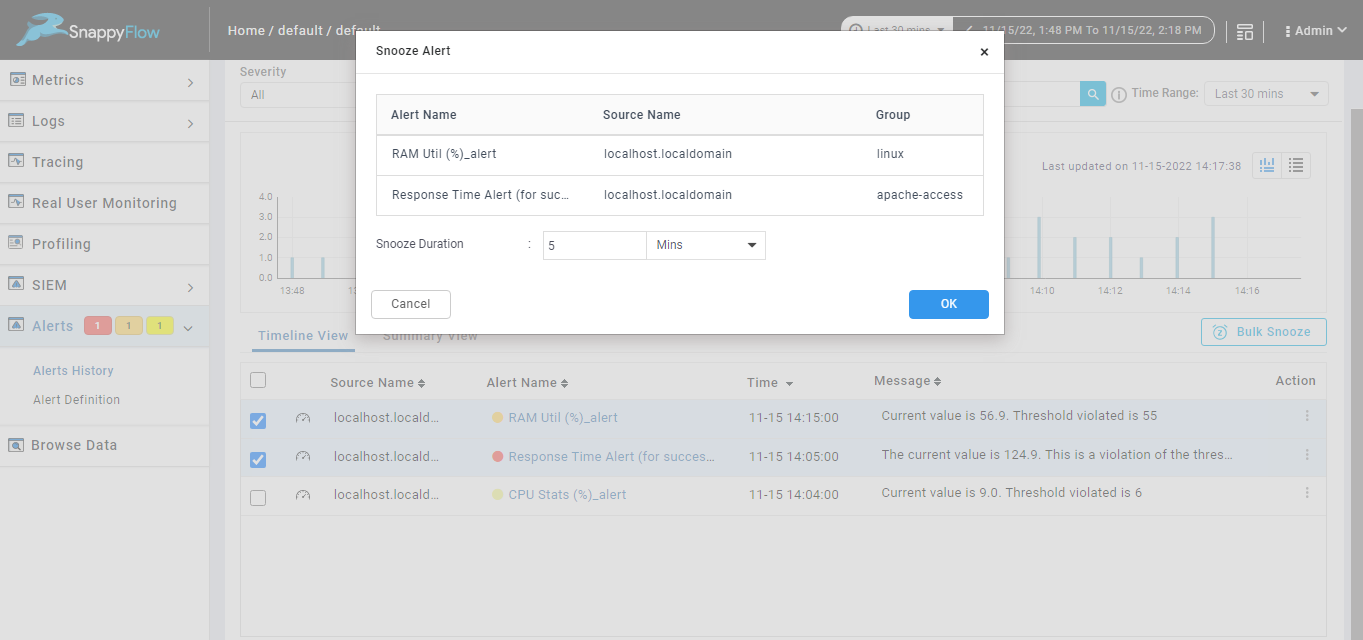 SnappyFlow
Home / default / default
Last 30 mins
11/15/22, 1:48 PM To 11/15/22, 2:18 PM
Admin
Metrics
Logs
Tracing
Real User Monitoring
Profiling
SIEM
Alerts 1 1 1
Alerts History
Alert Definition
Browse Data
Severity
All
Time Range: Last 30 mins
Snooze Alert ×
Alert Name Source Name Group
RAM Util (%)_alert localhost.localdomain linux
Response Time Alert (for suc... localhost.localdomain apache-access
Snooze Duration : 5 Mins
Cancel OK
Last updated on 11-15-2022 14:17:38
4.0
3.0
2.0
1.0
0.0
13:48 14:10 14:12 14:14 14:16
Timeline View Summary View Bulk Snooze
Source Name Alert Name Time Message Action
localhost.locald... RAM Util (%)_alert 11-15 14:15:00 Current value is 56.9. Threshold violated is 55
localhost.locald... Response Time Alert (for succes... 11-15 14:05:00 The current value is 124.9. This is a violation of the thres...
localhost.locald... CPU Stats (%)_alert 11-15 14:04:00 Current value is 9.0. Threshold violated is 6